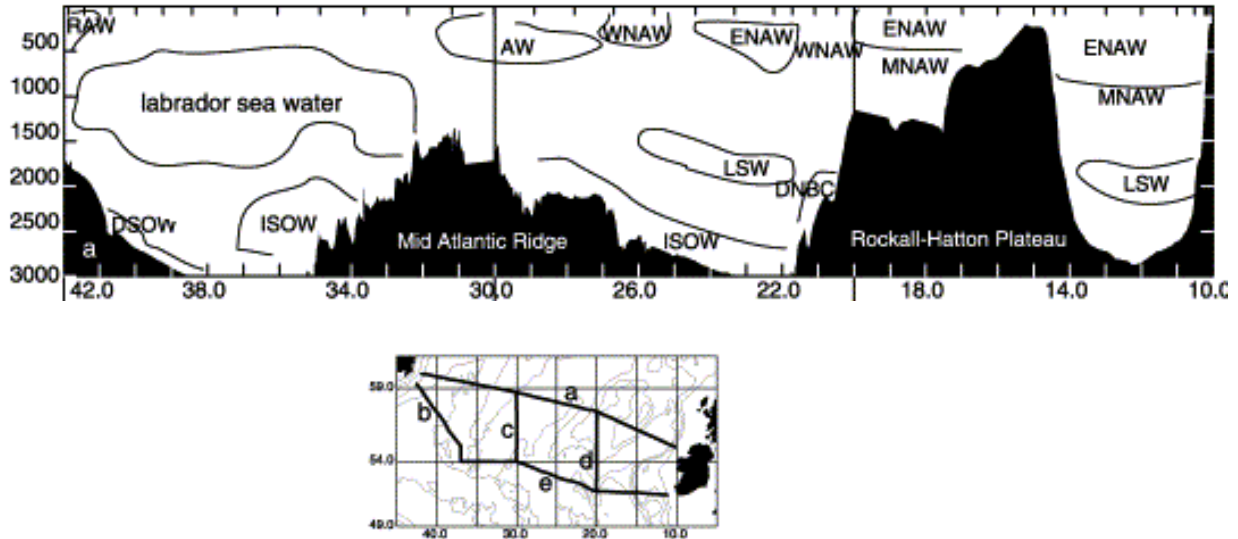 RAW AW WNAW ENAW WNAW ENAW ENAW
500
MNAW
1000 labrador sea water MNAW
1500
2000 LSW DNBC LSW
2500 DSOW ISOW ISOW
Mid Atlantic Ridge Rockall-Hatton Plateau
3000 a
42.0 38.0 34.0 30.0 26.0 22.0 18.0 14.0 10.0
59.0 a
b c
54.0 d
e
49.0
40.0 30.0 20.0 10.0